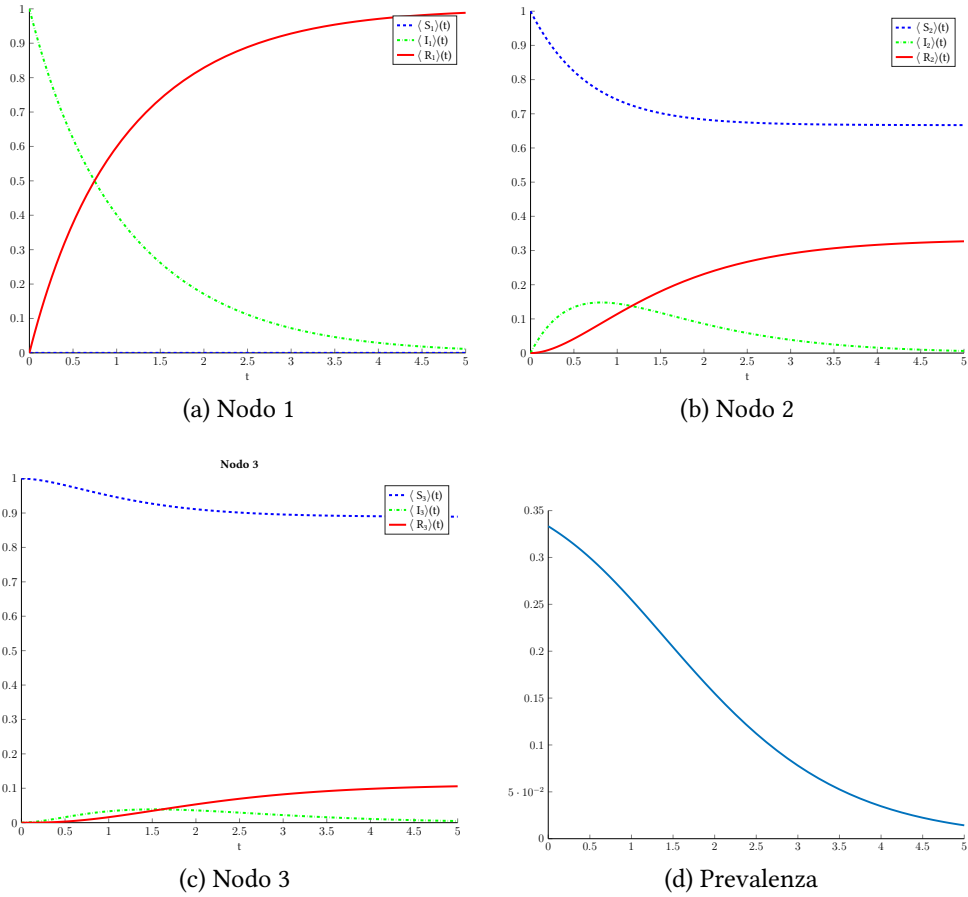 1
0.9
0.8
0.7
0.6
0.5
0.4
0.3
0.2
0.1
0
0 0.5 1 1.5 2 2.5 3 3.5 4 4.5 5
t
⟨ S₁⟩(t)
⟨ I₁⟩(t)
⟨ R₁⟩(t)
(a) Nodo 1
1
0.9
0.8
0.7
0.6
0.5
0.4
0.3
0.2
0.1
0
0 0.5 1 1.5 2 2.5 3 3.5 4 4.5 5
t
⟨ S₂⟩(t)
⟨ I₂⟩(t)
⟨ R₂⟩(t)
(b) Nodo 2
Nodo 3
1
0.9
0.8
0.7
0.6
0.5
0.4
0.3
0.2
0.1
0
0 0.5 1 1.5 2 2.5 3 3.5 4 4.5 5
t
⟨ S₃⟩(t)
⟨ I₃⟩(t)
⟨ R₃⟩(t)
(c) Nodo 3
0.35
0.3
0.25
0.2
0.15
0.1
5 · 10⁻²
0
0 0.5 1 1.5 2 2.5 3 3.5 4 4.5 5
(d) Prevalenza